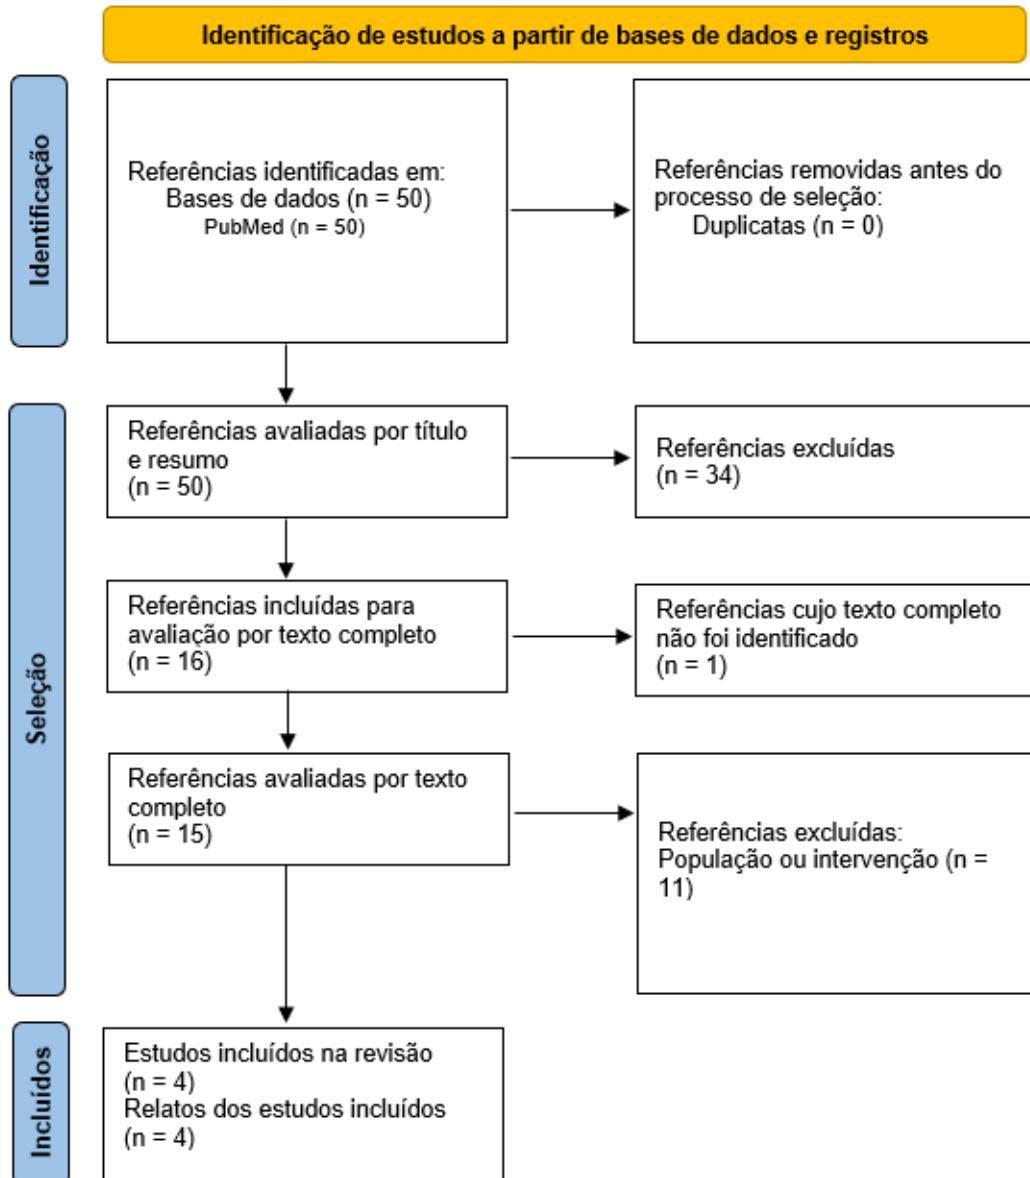 Identificação de estudos a partir de bases de dados e registros
Identificação
Referências identificadas em:
Bases de dados (n = 50)
PubMed (n = 50)
Referências removidas antes do
processo de seleção:
Duplicatas (n = 0)
Seleção
Referências avaliadas por título
e resumo
(n = 50)
Referências excluídas
(n = 34)
Referências incluídas para
avaliação por texto completo
(n = 16)
Referências cujo texto completo
não foi identificado
(n = 1)
Referências avaliadas por texto
completo
(n = 15)
Referências excluídas:
População ou intervenção (n =
11)
Incluídos
Estudos incluídos na revisão
(n = 4)
Relatos dos estudos incluídos
(n = 4)